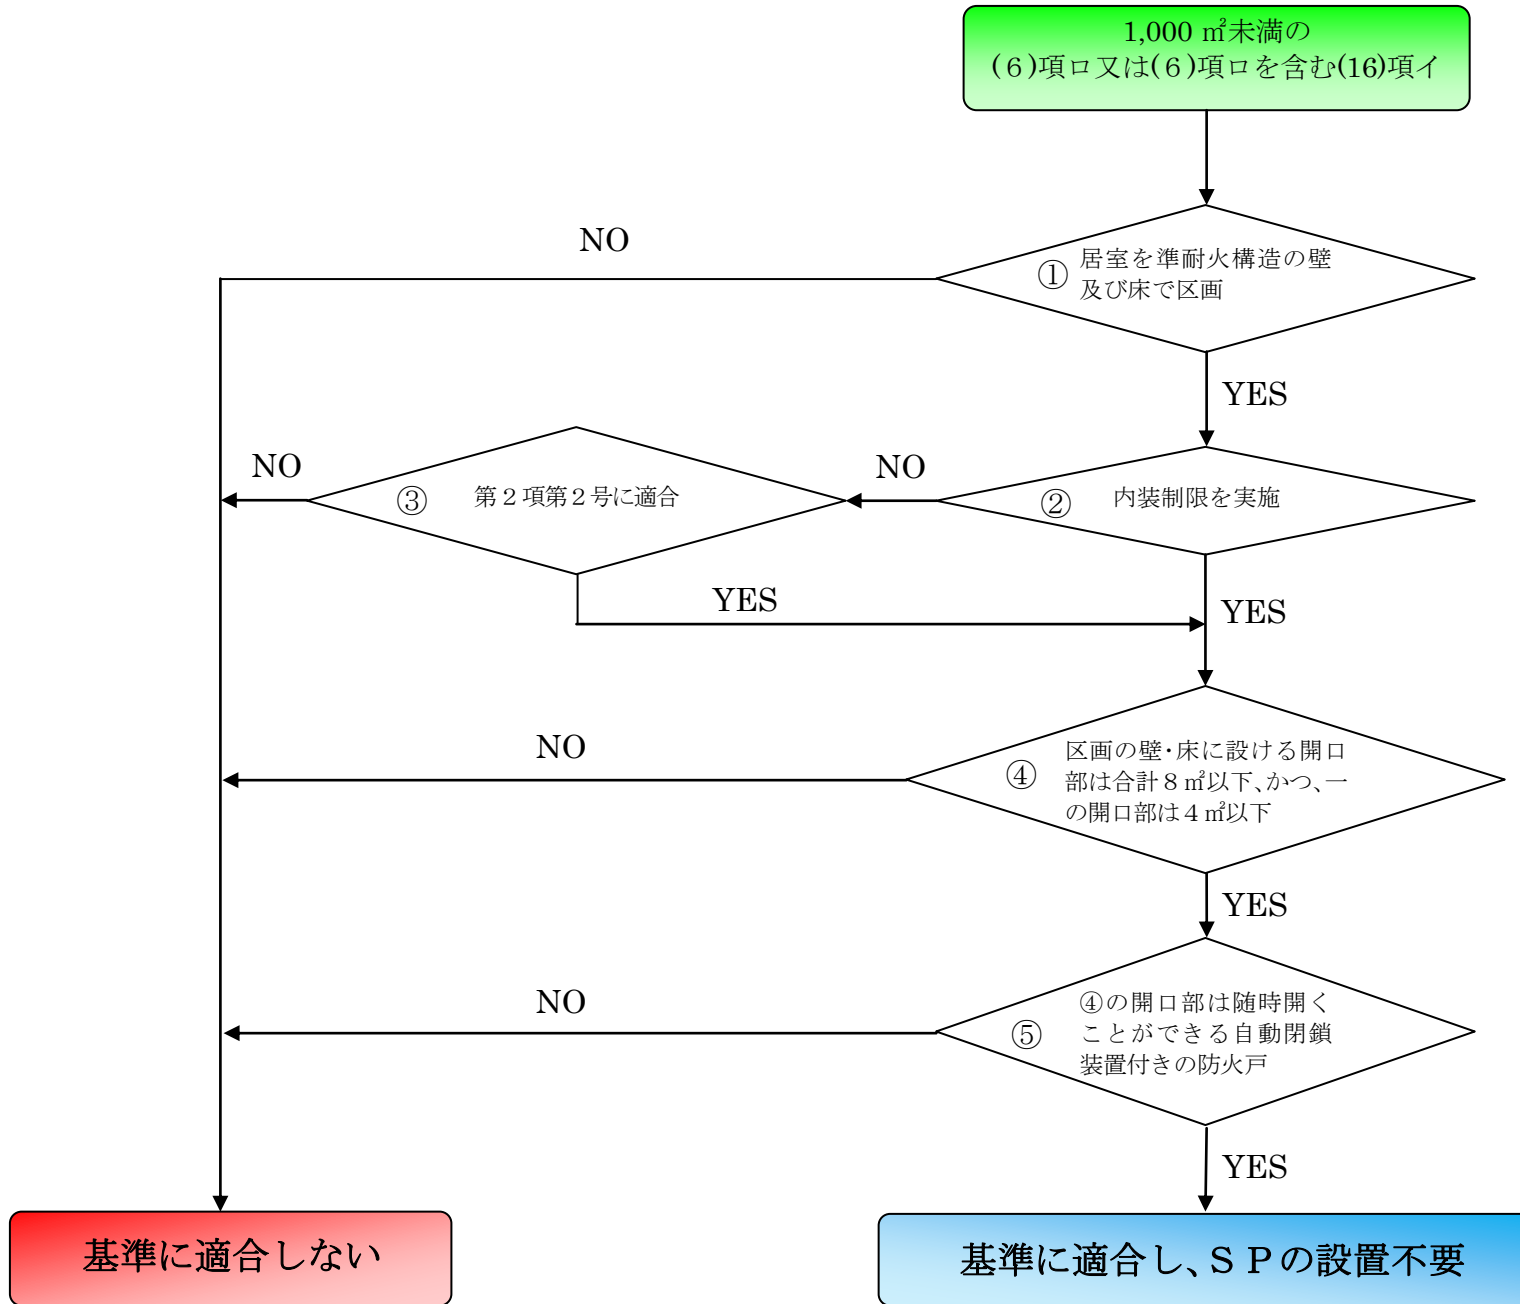 1,000 ㎡未満の
(６)項ロ又は(６)項ロを含む(16)項イ
NO
①
居室を準耐火構造の壁
及び床で区画
YES
NO
③
第２項第２号に適合
NO
②
内装制限を実施
YES
YES
NO
④
区画の壁・床に設ける開口
部は合計８㎡以下、かつ、一
の開口部は４㎡以下
YES
NO
⑤
④の開口部は随時開く
ことができる自動閉鎖
装置付きの防火戸
YES
基準に適合しない
基準に適合し、ＳＰの設置不要